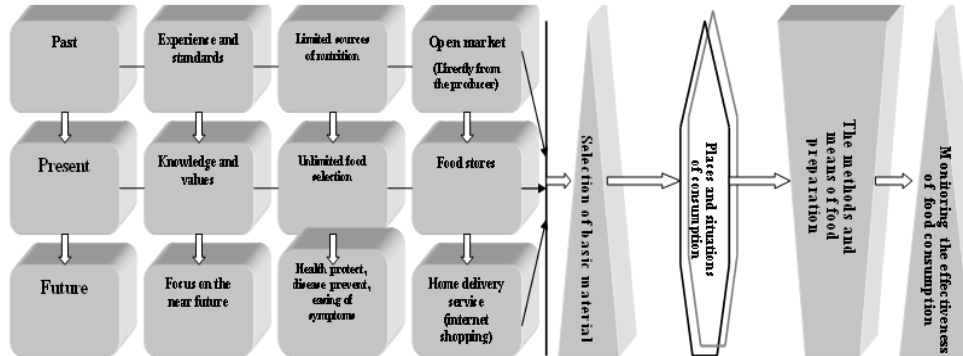 Past
Experience and
standards
Limited sources
of nutrition
Open market
(Directly from
the producer)
Present
Knowledge and
values
Unlimited food
selection
Food stores
Future
Focus on the
near future
Health protect,
disease prevent,
easing of
symptoms
Home delivery
service
(internet
shopping)
Selection of basic material
Places and situations
of consumption
The methods and
means of food
preparation
Monitoring the effectiveness
of food consumption